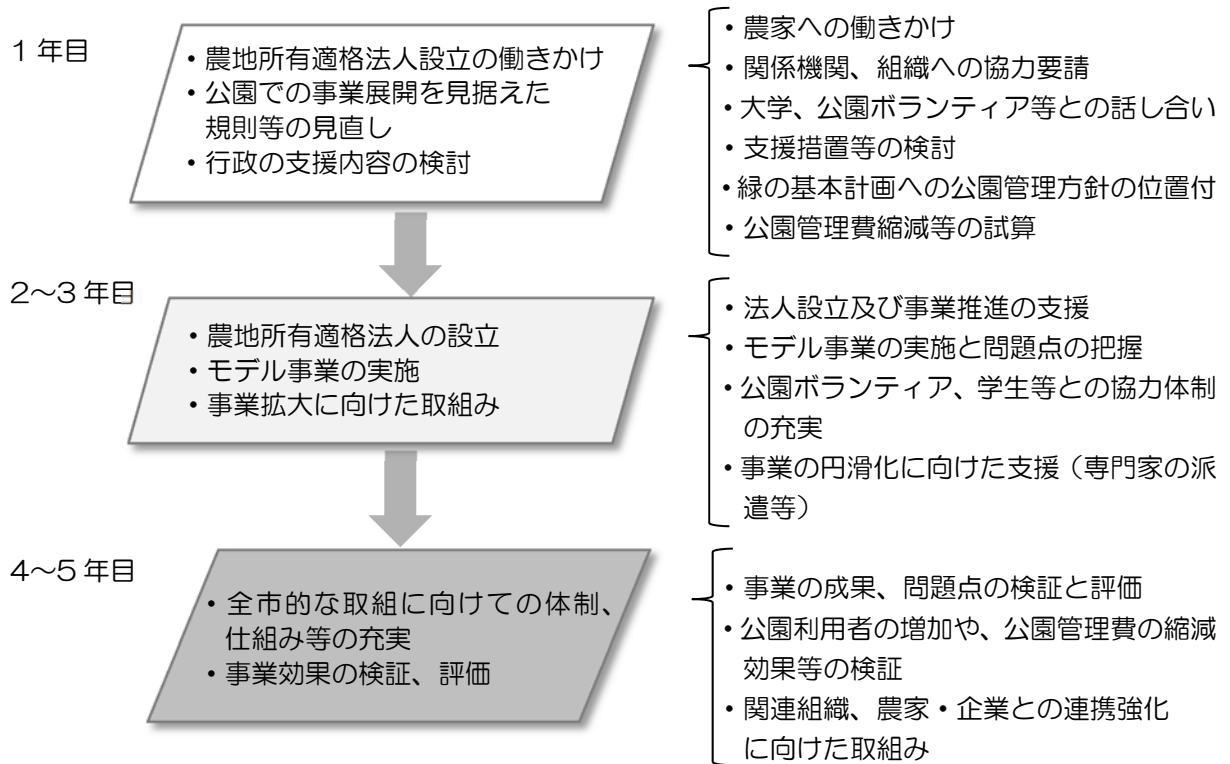 1年目
・農地所有適格法人設立の働きかけ
・公園での事業展開を見据えた
規則等の見直し
・行政の支援内容の検討
・農家への働きかけ
・関係機関、組織への協力要請
・大学、公園ボランティア等との話し合い
・支援措置等の検討
・緑の基本計画への公園管理方針の位置付
・公園管理費縮減等の試算
2～3年目
・農地所有適格法人の設立
・モデル事業の実施
・事業拡大に向けた取組み
・法人設立及び事業推進の支援
・モデル事業の実施と問題点の把握
・公園ボランティア、学生等との協力体制
の充実
・事業の円滑化に向けた支援（専門家の派
遣等）
4～5年目
・全市的な取組に向けての体制、
仕組み等の充実
・事業効果の検証、評価
・事業の成果、問題点の検証と評価
・公園利用者の増加や、公園管理費の縮減
効果等の検証
・関連組織、農家・企業との連携強化
に向けた取組み